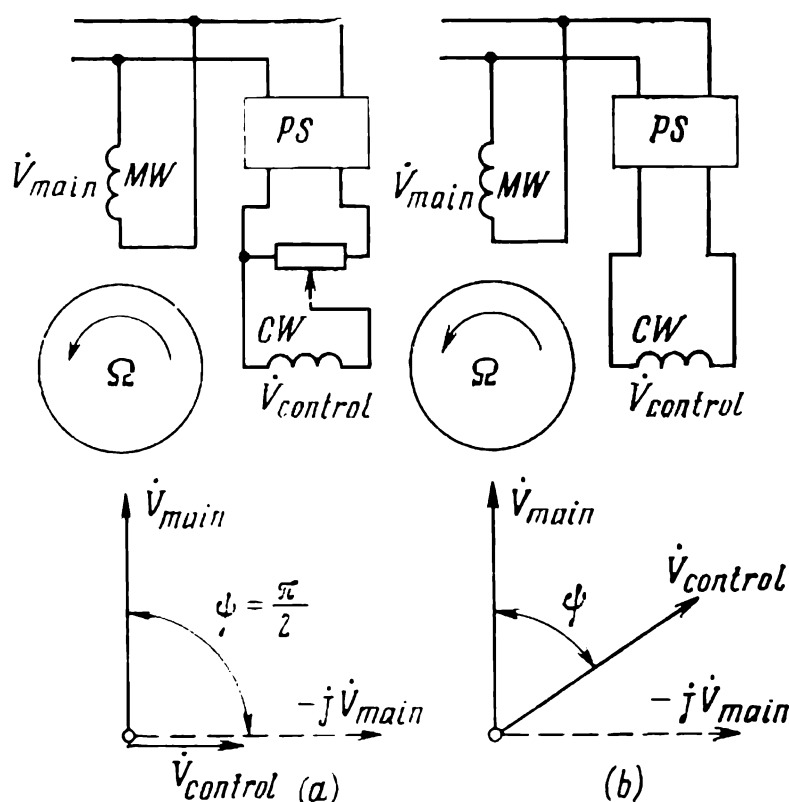 PS
V̇main MW
CW
Ω
V̇control
V̇main
ψ = π/2
-jV̇main
V̇control (a)
PS
V̇main MW
CW
Ω
V̇control
V̇main
ψ
V̇control
-jV̇main
(b)